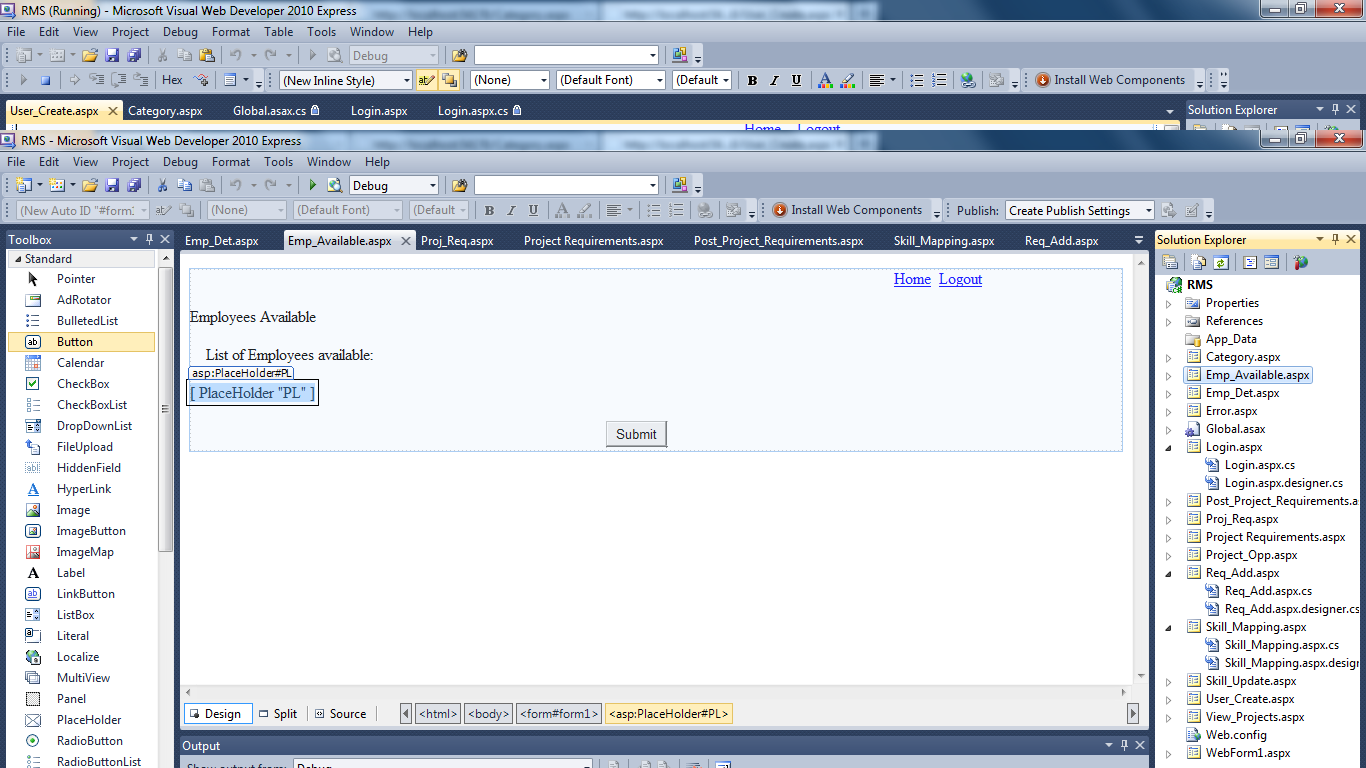 RMS (Running) - Microsoft Visual Web Developer 2010 Express
File Edit View Project Debug Format Table Tools Window Help
Debug
Hex (New Inline Style) (None) (Default Font) (Default Install Web Components
User_Create.aspx Category.aspx Global.asax.cs Login.aspx Login.aspx.cs Solution Explorer
Home Logout
RMS - Microsoft Visual Web Developer 2010 Express
File Edit View Project Debug Format Tools Window Help
Debug
(New Auto ID "#form: (None) (Default Font) (Default B I U A Install Web Components Publish: Create Publish Settings
Toolbox
Standard
Pointer
AdRotator
BulletedList
Button
Calendar
CheckBox
CheckBoxList
DropDownList
FileUpload
HiddenField
HyperLink
Image
ImageButton
ImageMap
Label
LinkButton
ListBox
Literal
Localize
MultiView
Panel
PlaceHolder
RadioButton
RadioButtonList
Emp_Det.aspx Emp_Available.aspx Proj_Req.aspx Project Requirements.aspx Post_Project_Requirements.aspx Skill_Mapping.aspx Req_Add.aspx
Home Logout
Employees Available
List of Employees available:
asp:PlaceHolder#PL
[ PlaceHolder "PL" ]
Submit
Design Split Source <html> <body> <form#form1> <asp:PlaceHolder#PL>
Output
Show output from: Debug
Solution Explorer
RMS
Properties
References
App_Data
Category.aspx
Emp_Available.aspx
Emp_Det.aspx
Error.aspx
Global.asax
Login.aspx
Login.aspx.cs
Login.aspx.designer.cs
Post_Project_Requirements.a
Proj_Req.aspx
Project Requirements.aspx
Project_Opp.aspx
Req_Add.aspx
Req_Add.aspx.cs
Req_Add.aspx.designer.cs
Skill_Mapping.aspx
Skill_Mapping.aspx.cs
Skill_Mapping.aspx.desigr
Skill_Update.aspx
User_Create.aspx
View_Projects.aspx
Web.config
WebForm1.aspx